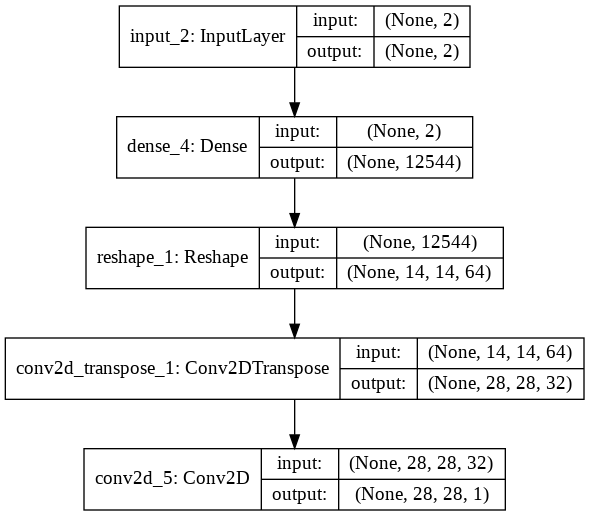 input_2: InputLayer
input:
(None, 2)
output:
(None, 2)
dense_4: Dense
input:
(None, 2)
output:
(None, 12544)
reshape_1: Reshape
input:
(None, 12544)
output:
(None, 14, 14, 64)
conv2d_transpose_1: Conv2DTranspose
input:
(None, 14, 14, 64)
output:
(None, 28, 28, 32)
conv2d_5: Conv2D
input:
(None, 28, 28, 32)
output:
(None, 28, 28, 1)